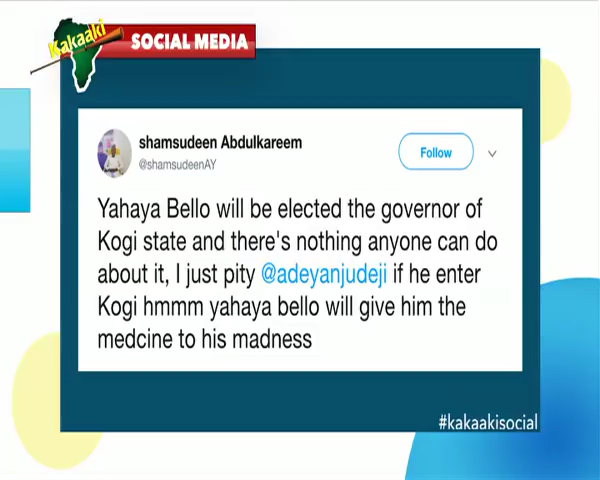 Kakaaki
SOCIAL MEDIA
shamsudeen Abdulkareem
@shamsudeenAY
Follow
Yahaya Bello will be elected the governor of
Kogi state and there's nothing anyone can do
about it, I just pity @adeyanjudeji if he enter
Kogi hmmm yahaya bello will give him the
medcine to his madness
#kakaakisocial